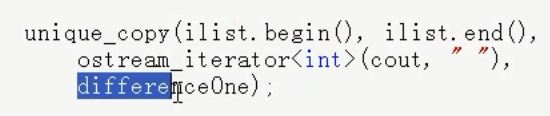 unique_copy(ilist.begin(), ilist.end(),
ostream_iterator<int>(cout, " "),
differenceOne);